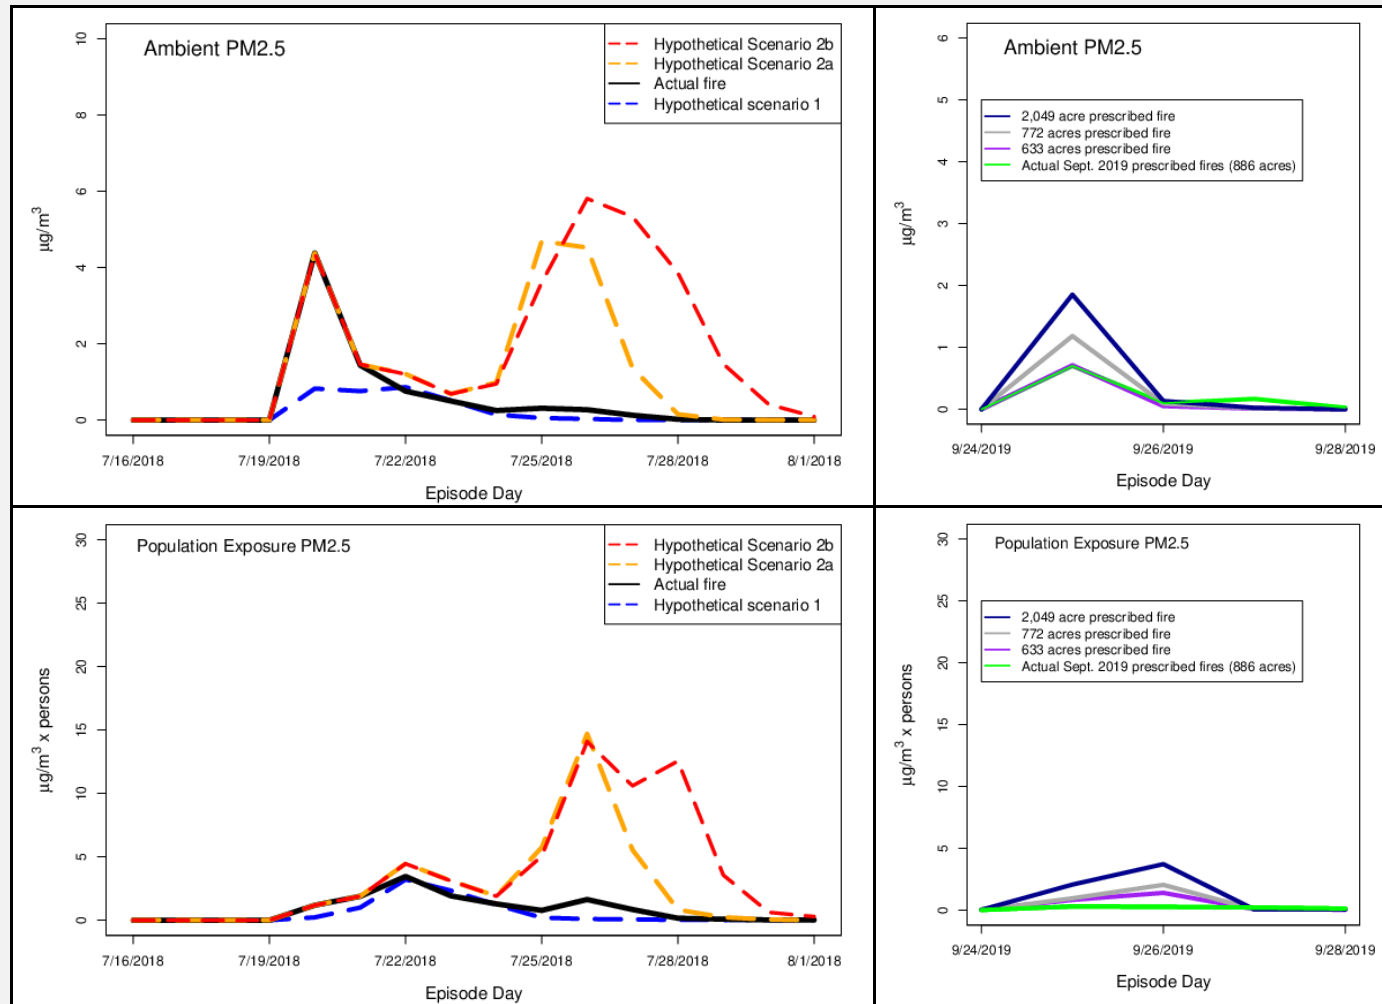 Ambient PM2.5
Hypothetical Scenario 2b
Hypothetical Scenario 2a
Actual fire
Hypothetical scenario 1
µg/m³
10
8
6
4
2
0
7/16/2018
7/19/2018
7/22/2018
7/25/2018
7/28/2018
8/1/2018
Episode Day
Ambient PM2.5
2,049 acre prescribed fire
772 acres prescribed fire
633 acres prescribed fire
Actual Sept. 2019 prescribed fires (886 acres)
µg/m³
6
5
4
3
2
1
0
9/24/2019
9/26/2019
9/28/2019
Episode Day
Population Exposure PM2.5
Hypothetical Scenario 2b
Hypothetical Scenario 2a
Actual fire
Hypothetical scenario 1
µg/m³ x persons
30
25
20
15
10
5
0
7/16/2018
7/19/2018
7/22/2018
7/25/2018
7/28/2018
8/1/2018
Episode Day
Population Exposure PM2.5
2,049 acre prescribed fire
772 acres prescribed fire
633 acres prescribed fire
Actual Sept. 2019 prescribed fires (886 acres)
µg/m³ x persons
30
25
20
15
10
5
0
9/24/2019
9/26/2019
9/28/2019
Episode Day